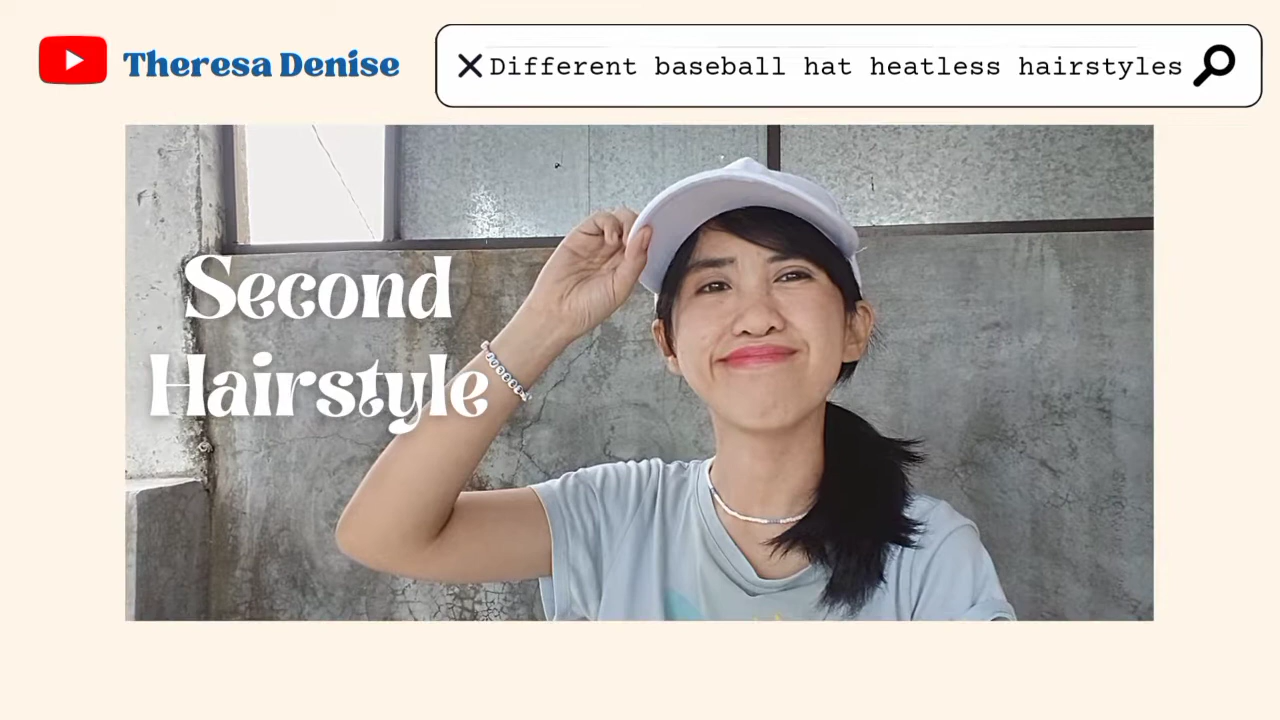 Theresa Denise
Different baseball hat heatless hairstyles
Second
Hairstyle